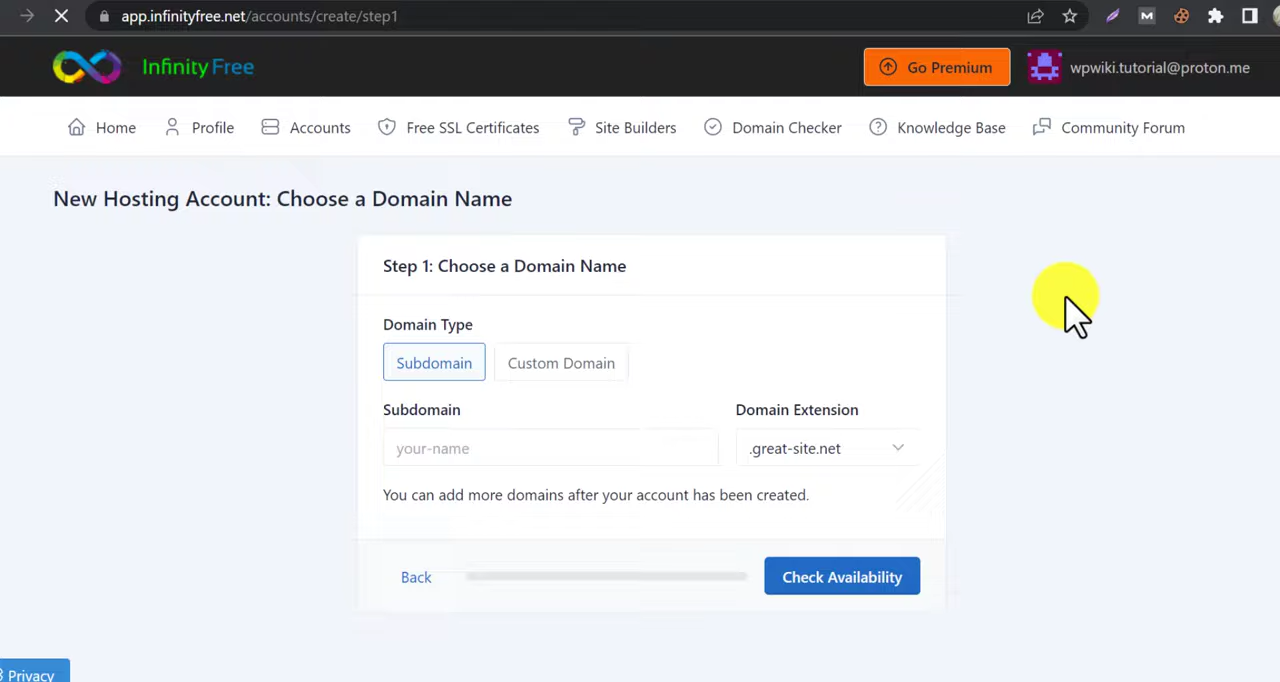 app.infinityfree.net/accounts/create/step1
M
InfinityFree
Go Premium
wpwiki.tutorial@proton.me
Home
Profile
Accounts
Free SSL Certificates
Site Builders
Domain Checker
Knowledge Base
Community Forum
New Hosting Account: Choose a Domain Name
Step 1: Choose a Domain Name
Domain Type
Subdomain
Custom Domain
Subdomain
Domain Extension
your-name
.great-site.net
You can add more domains after your account has been created.
Back
Check Availability
Privacy